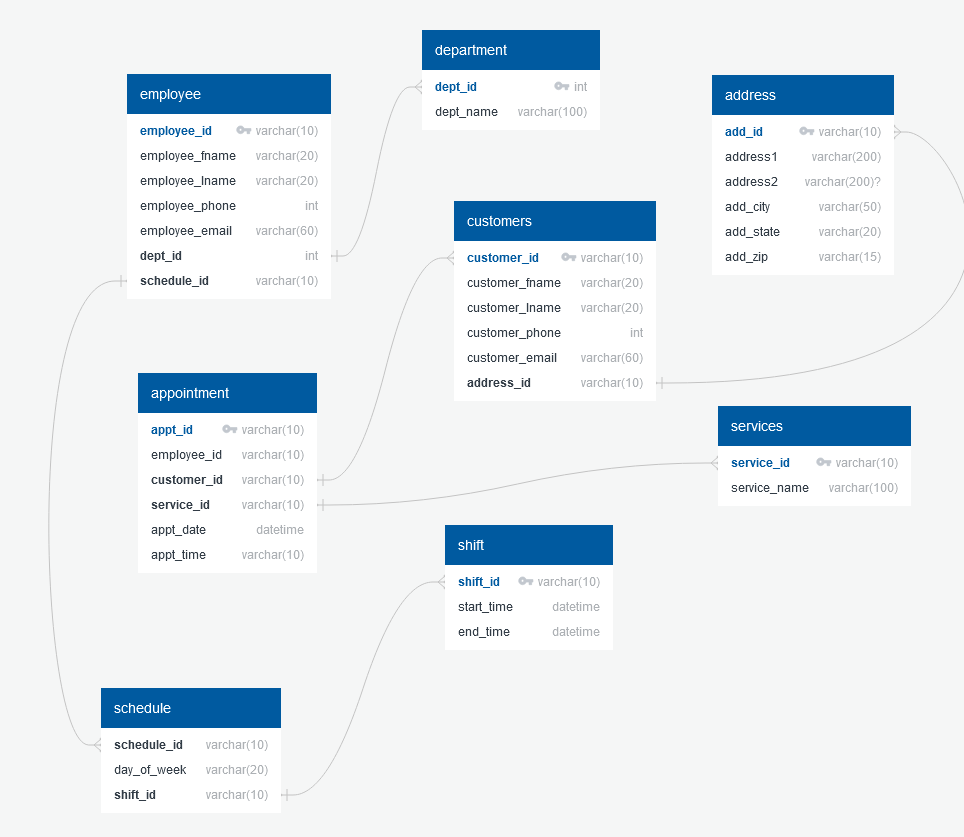 department
dept_id int
dept_name varchar(100)
employee
employee_id varchar(10)
employee_fname varchar(20)
employee_lname varchar(20)
employee_phone int
employee_email varchar(60)
dept_id int
schedule_id varchar(10)
address
add_id varchar(10)
address1 varchar(200)
address2 varchar(200)?
add_city varchar(50)
add_state varchar(20)
add_zip varchar(15)
customers
customer_id varchar(10)
customer_fname varchar(20)
customer_lname varchar(20)
customer_phone int
customer_email varchar(60)
address_id varchar(10)
appointment
appt_id varchar(10)
employee_id varchar(10)
customer_id varchar(10)
service_id varchar(10)
appt_date datetime
appt_time varchar(10)
services
service_id varchar(10)
service_name varchar(100)
shift
shift_id varchar(10)
start_time datetime
end_time datetime
schedule
schedule_id varchar(10)
day_of_week varchar(20)
shift_id varchar(10)